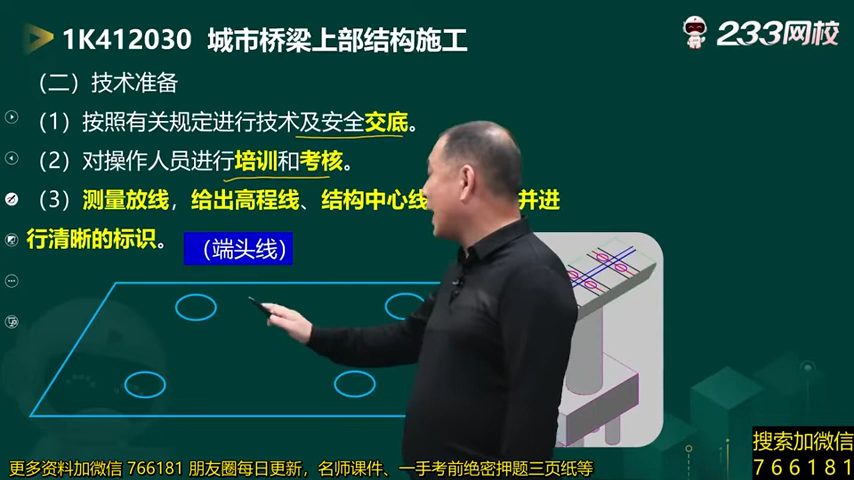 1K412030 城市桥梁上部结构施工
233网校
（二）技术准备
（1）按照有关规定进行技术及安全交底。
（2）对操作人员进行培训和考核。
（3）测量放线，给出高程线、结构中心线
并进
行清晰的标识。
（端头线）
搜索加微信
766181
更多资料加微信 766181 朋友圈每日更新，名师课件、一手考前绝密押题三页纸等